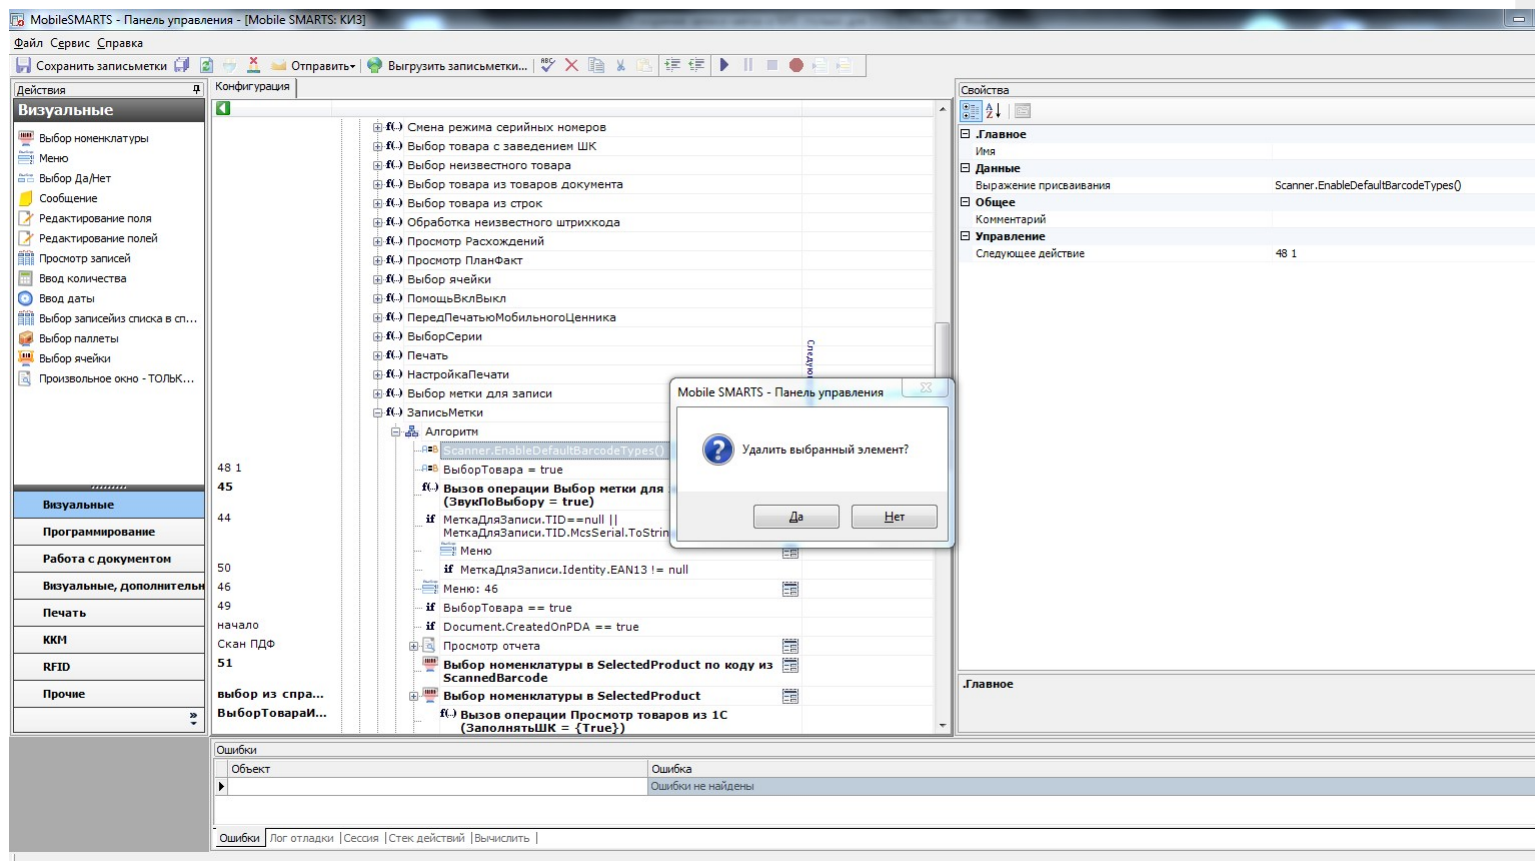 MobileSMARTS - Панель управления - [Mobile SMARTS: КИЗ]
Файл Сервис Справка
Сохранить записьметки Отправить Выгрузить записьметки...
Действия
Визуальные
Выбор номенклатуры
Меню
Выбор Да/Нет
Сообщение
Редактирование поля
Редактирование полей
Просмотр записей
Ввод количества
Ввод даты
Выбор записейиз списка в сп...
Выбор паллеты
Выбор ячейки
Произвольное окно - ТОЛЬК...
Визуальные
Программирование
Работа с документом
Визуальные, дополнительн
Печать
ККМ
RFID
Прочие
Конфигурация
f(..) Смена режима серийных номеров
f(..) Выбор товара с заведением ШК
f(..) Выбор неизвестного товара
f(..) Выбор товара из товаров документа
f(..) Выбор товара из строк
f(..) Обработка неизвестного штрихкода
f(..) Просмотр Расхождений
f(..) Просмотр ПланФакт
f(..) Выбор ячейки
f(..) ПомощьВклВыкл
f(..) ПередПечатьюМобильногоЦенника
f(..) ВыборСерии
f(..) Печать
f(..) НастройкаПечати
f(..) Выбор метки для записи
f(..) ЗаписьМетки
Алгоритм
Scanner.EnableDefaultBarcodeTypes()
48 1 ВыборТовара = true
45 f(..) Вызов операции Выбор метки для
(ЗвукПоВыбору = true)
44 if МеткаДляЗаписи.TID==null ||
МеткаДляЗаписи.TID.McsSerial.ToStrin
Меню
50 if МеткаДляЗаписи.Identity.EAN13 != null
46 Меню: 46
49 if ВыборТовара == true
начало if Document.CreatedOnPDA == true
Скан ПДФ Просмотр отчета
51 Выбор номенклатуры в SelectedProduct по коду из
ScannedBarcode
выбор из спра... Выбор номенклатуры в SelectedProduct
ВыборТовараИ... f(..) Вызов операции Просмотр товаров из 1С
(ЗаполнятьШК = {True})
Mobile SMARTS - Панель управления
Удалить выбранный элемент?
Да Нет
Свойства
.Главное
Имя
Данные
Выражение присваивания Scanner.EnableDefaultBarcodeTypes()
Общее
Комментарий
Управление
Следующее действие 48 1
.Главное
Ошибки
Объект Ошибка
Ошибки не найдены
Ошибки Лог отладки |Сессия |Стек действий |Вычислить |